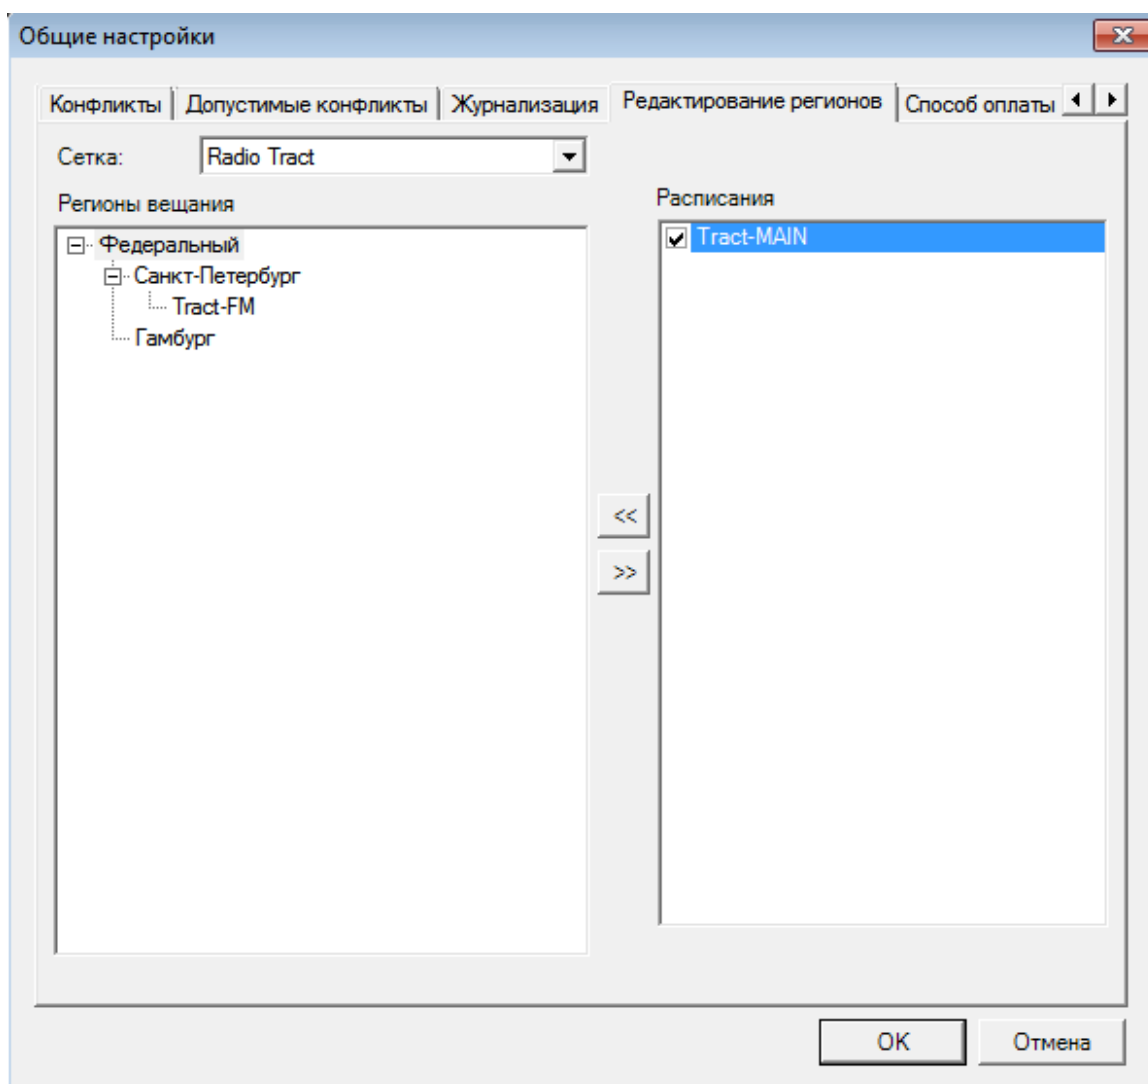 Общие настройки
Конфликты Допустимые конфликты Журнализация Редактирование регионов Способ оплаты
Сетка: Radio Tract
Регионы вещания
Расписания
Федеральный
Tract-MAIN
Санкт-Петербург
Tract-FM
Гамбург
<<
>>
OK Отмена